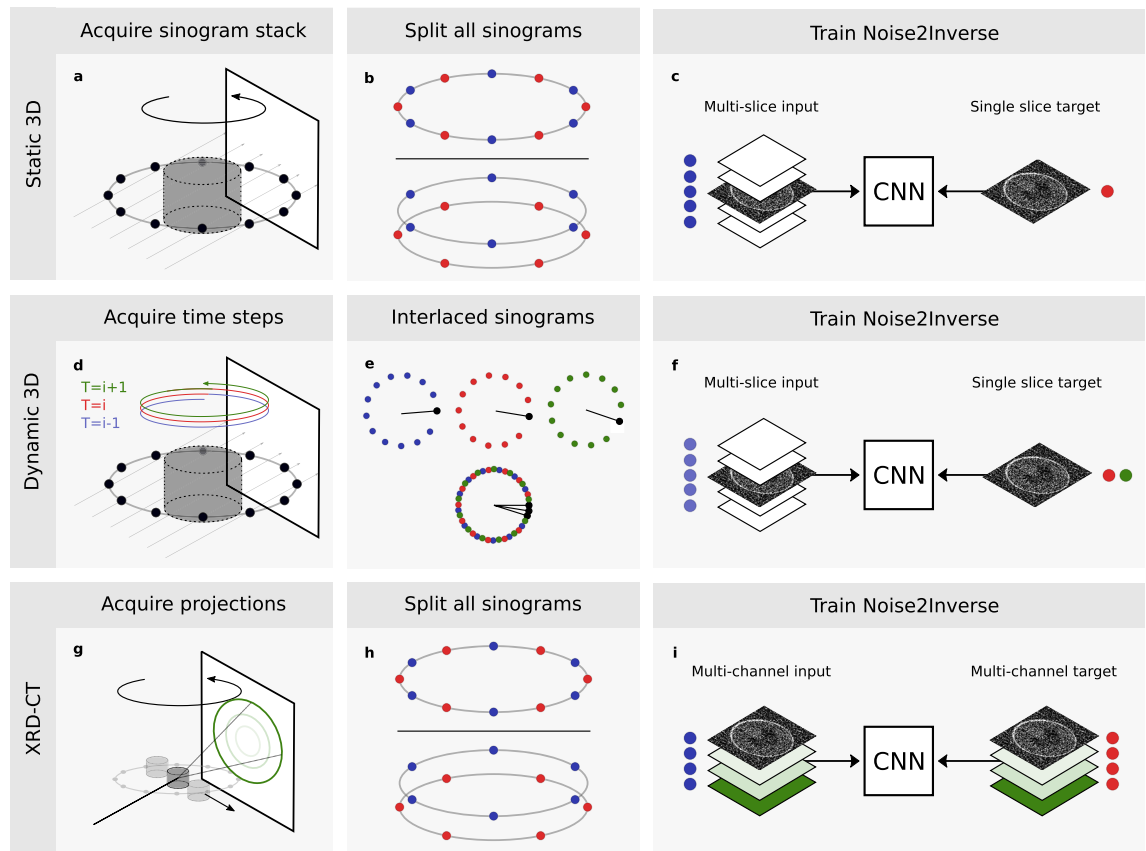 Static 3D
Acquire sinogram stack
Split all sinograms
Train Noise2Inverse
a
b
c
Multi-slice input
Single slice target
CNN
Dynamic 3D
Acquire time steps
Interlaced sinograms
Train Noise2Inverse
d
T=i+1
T=i
T=i-1
e
f
Multi-slice input
Single slice target
CNN
XRD-CT
Acquire projections
Split all sinograms
Train Noise2Inverse
g
h
i
Multi-channel input
Multi-channel target
CNN